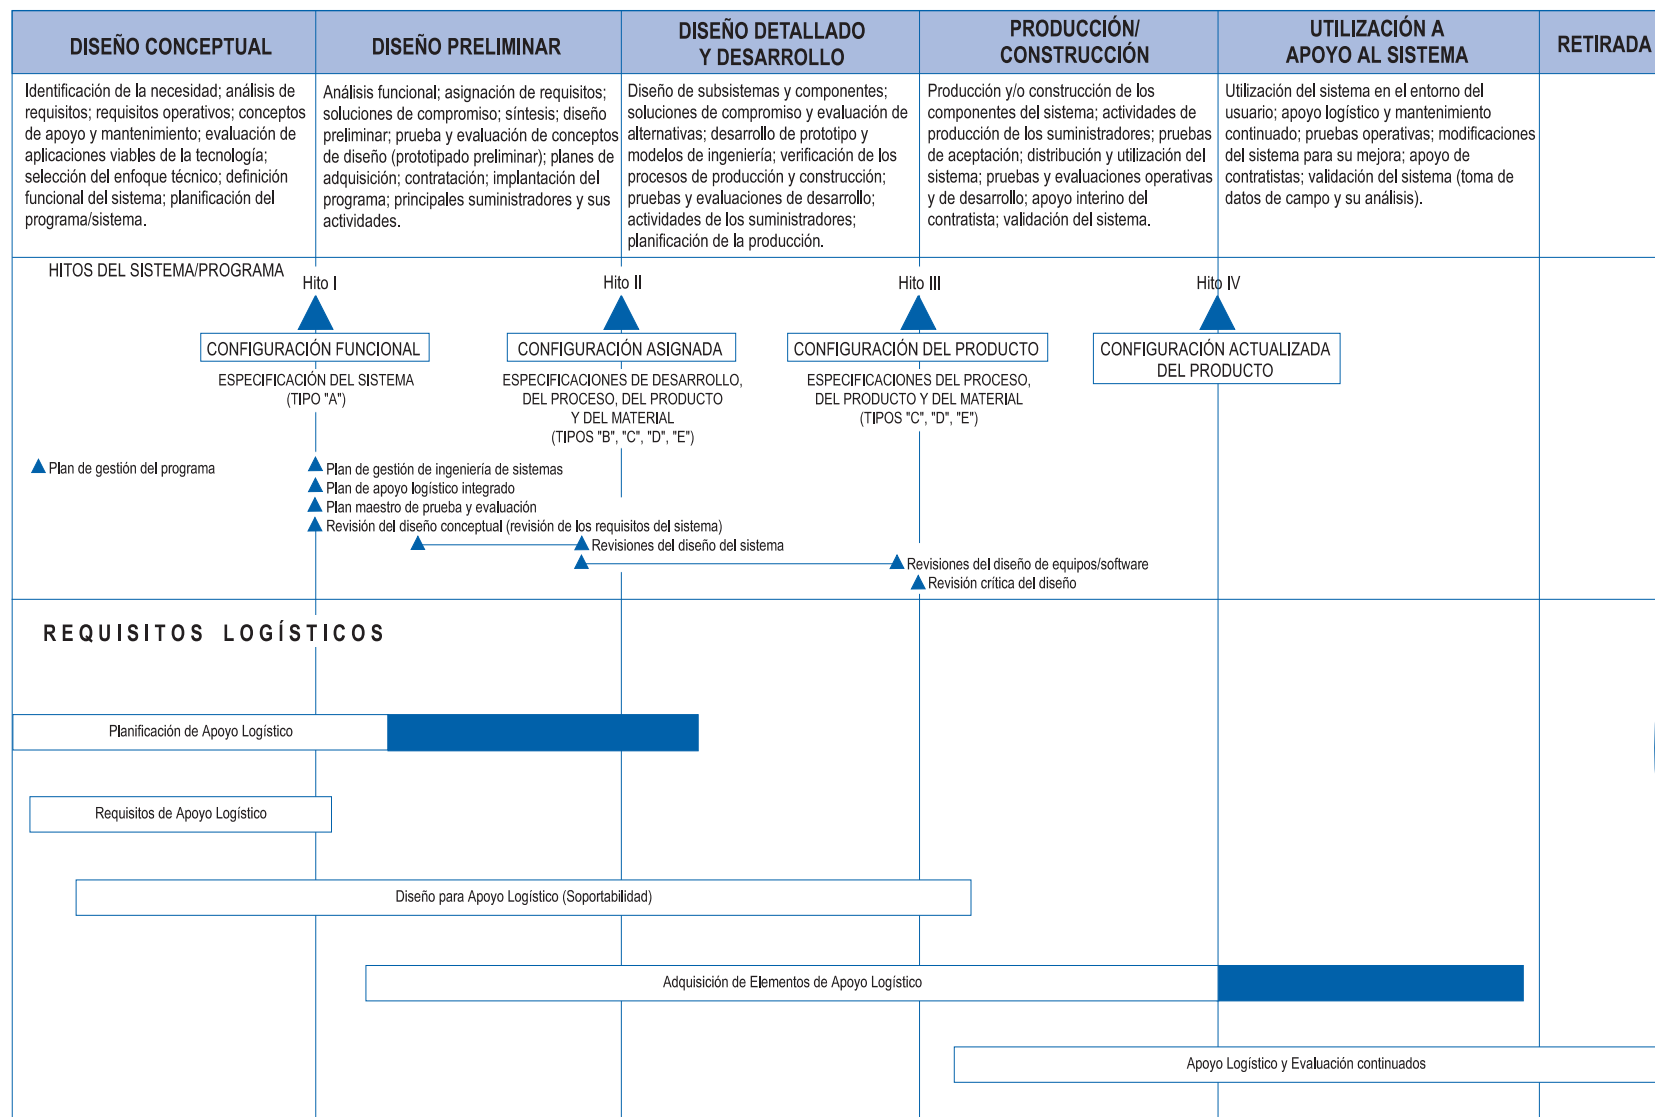 DISEÑO CONCEPTUAL
DISEÑO PRELIMINAR
DISEÑO DETALLADO
Y DESARROLLO
PRODUCCIÓN/
CONSTRUCCIÓN
UTILIZACIÓN A
APOYO AL SISTEMA
RETIRADA
Identificación de la necesidad; análisis de
requisitos; requisitos operativos; conceptos
de apoyo y mantenimiento; evaluación de
aplicaciones viables de la tecnología;
selección del enfoque técnico; definición
funcional del sistema; planificación del
programa/sistema.
Análisis funcional; asignación de requisitos;
soluciones de compromiso; síntesis; diseño
preliminar; prueba y evaluación de conceptos
de diseño (prototipado preliminar); planes de
adquisición; contratación; implantación del
programa; principales suministradores y sus
actividades.
Diseño de subsistemas y componentes;
soluciones de compromiso y evaluación de
alternativas; desarrollo de prototipo y
modelos de ingeniería; verificación de los
procesos de producción y construcción;
pruebas y evaluaciones de desarrollo;
actividades de los suministradores;
planificación de la producción.
Producción y/o construcción de los
componentes del sistema; actividades de
producción de los suministradores; pruebas
de aceptación; distribución y utilización del
sistema; pruebas y evaluaciones operativas
y de desarrollo; apoyo interino del
contratista; validación del sistema.
Utilización del sistema en el entorno del
usuario; apoyo logístico y mantenimiento
continuado; pruebas operativas; modificaciones
del sistema para su mejora; apoyo de
contratistas; validación del sistema (toma de
datos de campo y su análisis).
HITOS DEL SISTEMA/PROGRAMA
Hito I
Hito II
Hito III
Hito IV
CONFIGURACIÓN FUNCIONAL
CONFIGURACIÓN ASIGNADA
CONFIGURACIÓN DEL PRODUCTO
CONFIGURACIÓN ACTUALIZADA
DEL PRODUCTO
ESPECIFICACIÓN DEL SISTEMA
(TIPO "A")
ESPECIFICACIONES DE DESARROLLO,
DEL PROCESO, DEL PRODUCTO
Y DEL MATERIAL
(TIPOS "B", "C", "D", "E")
ESPECIFICACIONES DEL PROCESO,
DEL PRODUCTO Y DEL MATERIAL
(TIPOS "C", "D", "E")
Plan de gestión del programa
Plan de gestión de ingeniería de sistemas
Plan de apoyo logístico integrado
Plan maestro de prueba y evaluación
Revisión del diseño conceptual (revisión de los requisitos del sistema)
Revisiones del diseño del sistema
Revisiones del diseño de equipos/software
Revisión crítica del diseño
REQUISITOS LOGÍSTICOS
Planificación de Apoyo Logístico
Requisitos de Apoyo Logístico
Diseño para Apoyo Logístico (Soportabilidad)
Adquisición de Elementos de Apoyo Logístico
Apoyo Logístico y Evaluación continuados